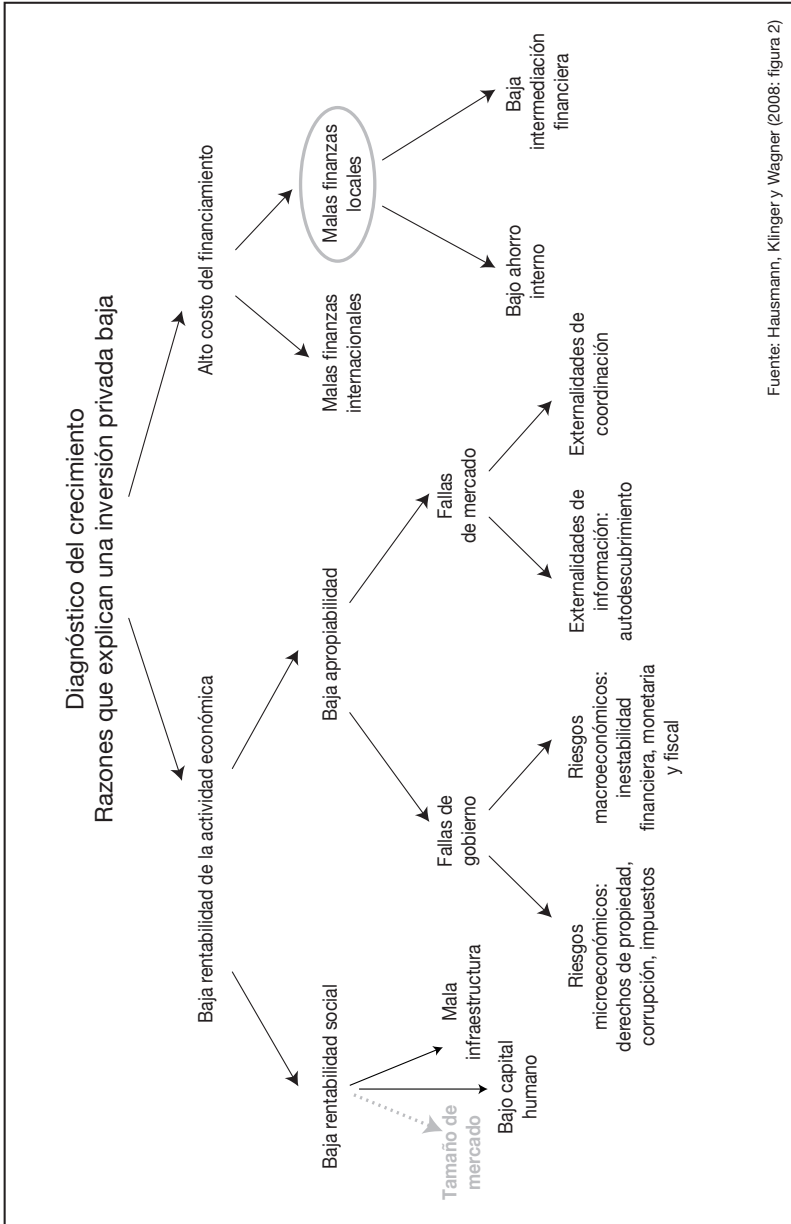 Diagnóstico del crecimiento
Razones que explican una inversión privada baja
Baja rentabilidad de la actividad económica
Alto costo del financiamiento
Baja rentabilidad social
Baja apropiabilidad
Malas finanzas
internacionales
Malas finanzas
locales
Tamaño de
mercado
Bajo capital
humano
Mala
infraestructura
Fallas de
gobierno
Fallas
de mercado
Bajo ahorro
interno
Baja
intermediación
financiera
Riesgos
microeconómicos:
derechos de propiedad,
corrupción, impuestos
Riesgos
macroeconómicos:
inestabilidad
financiera, monetaria
y fiscal
Externalidades de
información:
autodescubrimiento
Externalidades de
coordinación
Fuente: Hausmann, Klinger y Wagner (2008: figura 2)